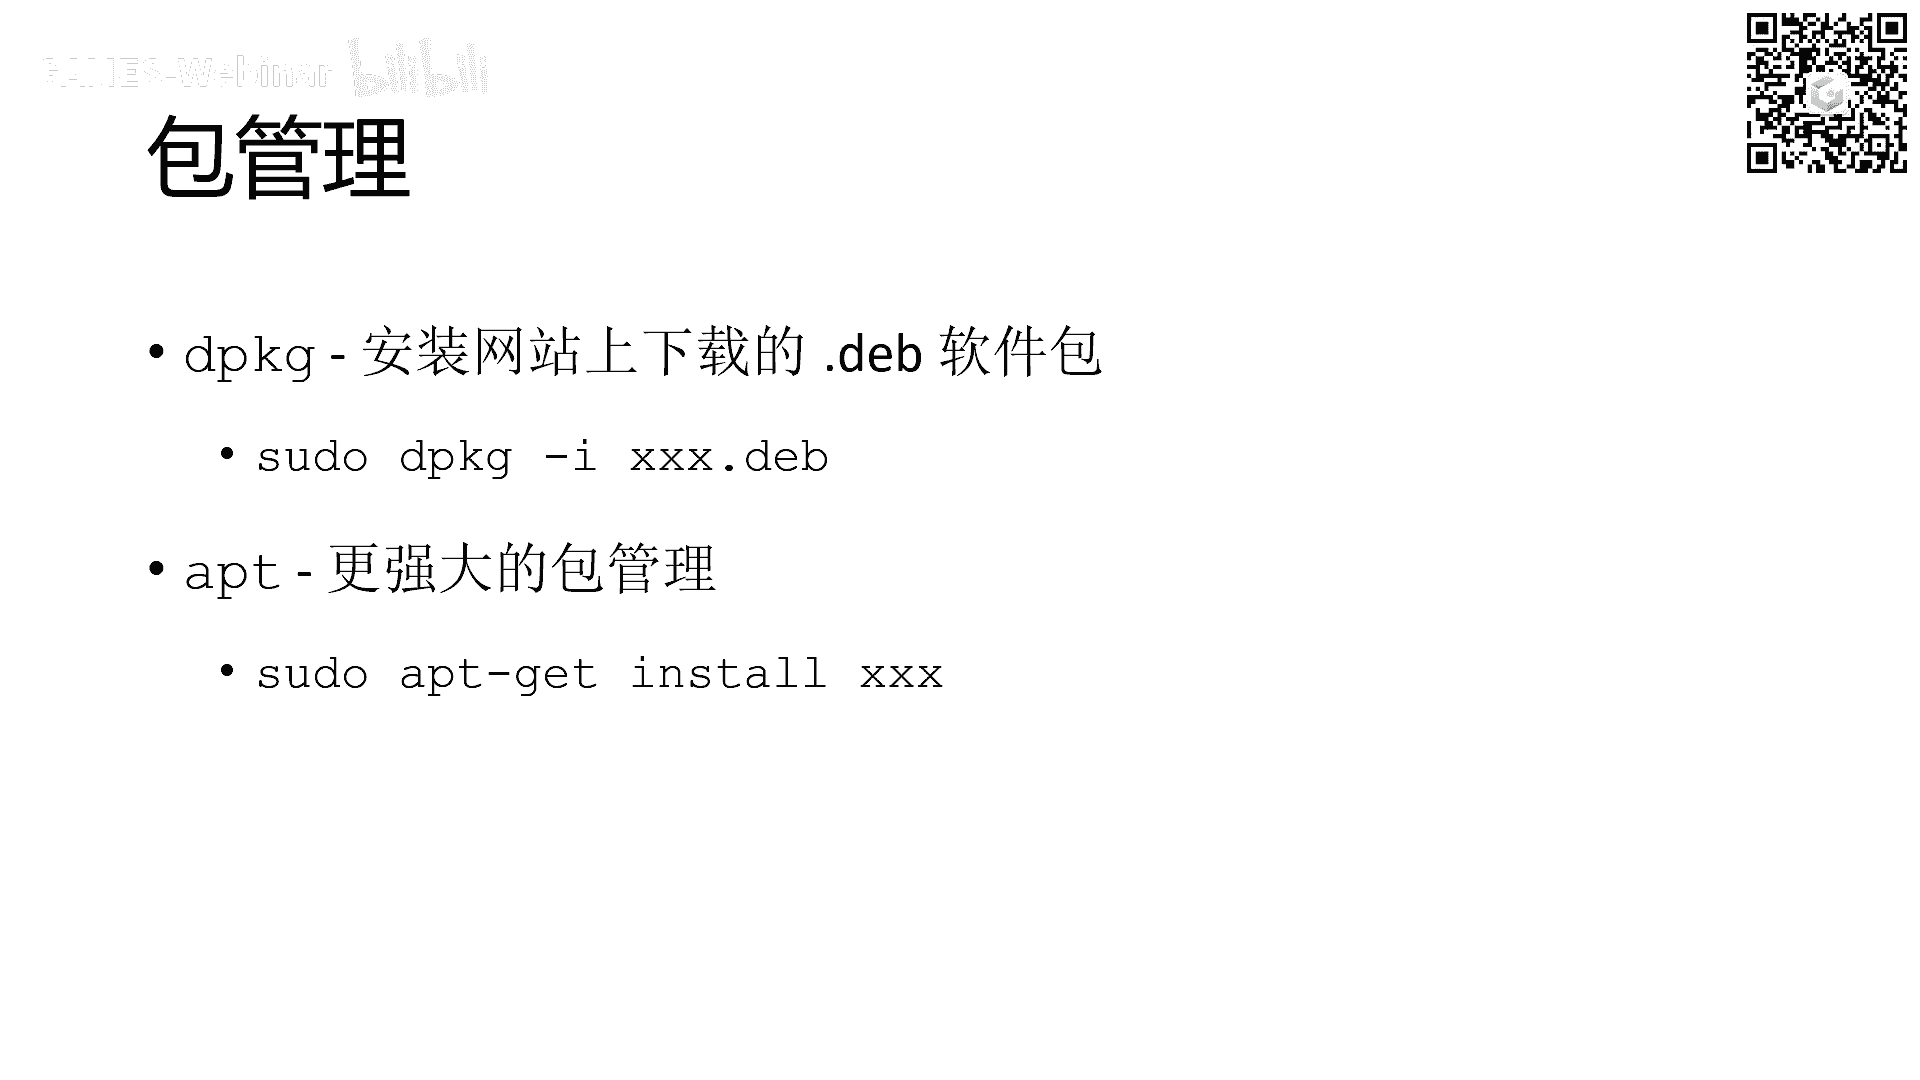 GAMES-Webinar bilibili
包管理
• dpkg - 安装网站上下载的 .deb 软件包
• sudo dpkg -i xxx.deb
• apt - 更强大的包管理
• sudo apt-get install xxx